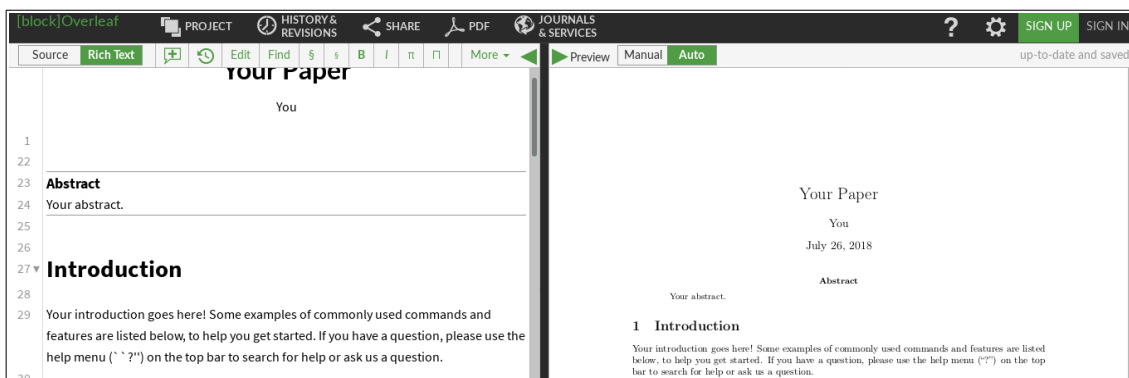 [block]Overleaf PROJECT HISTORY & REVISIONS SHARE PDF JOURNALS & SERVICES ? SIGN UP SIGN IN
Source Rich Text Edit Find § § B I π Π More
Preview Manual Auto up-to-date and saved
Your Paper
You
1
22
23 Abstract
24 Your abstract.
25
26
27 Introduction
28
29 Your introduction goes here! Some examples of commonly used commands and
features are listed below, to help you get started. If you have a question, please use the
help menu (``?'') on the top bar to search for help or ask us a question.
30
Your Paper
You
July 26, 2018
Abstract
Your abstract.
1 Introduction
Your introduction goes here! Some examples of commonly used commands and features are listed
below, to help you get started. If you have a question, please use the help menu (“?”) on the top
bar to search for help or ask us a question.